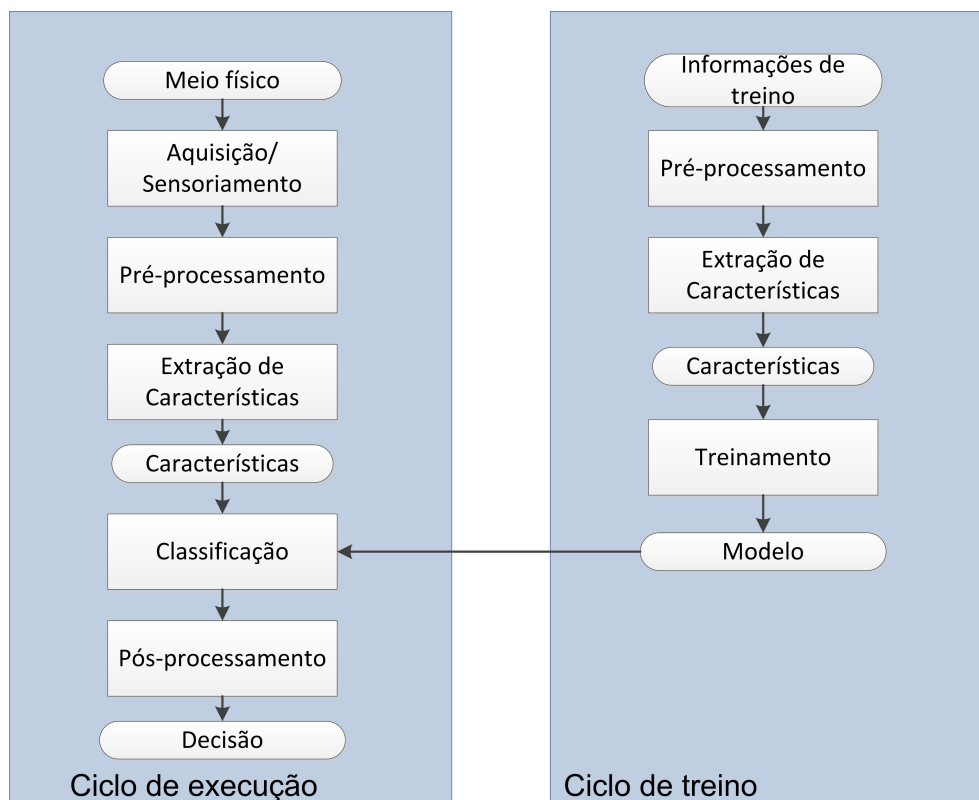 Meio físico
Aquisição/
Sensoriamento
Pré-processamento
Extração de
Características
Características
Classificação
Pós-processamento
Decisão
Ciclo de execução
Informações de
treino
Pré-processamento
Extração de
Características
Características
Treinamento
Modelo
Ciclo de treino